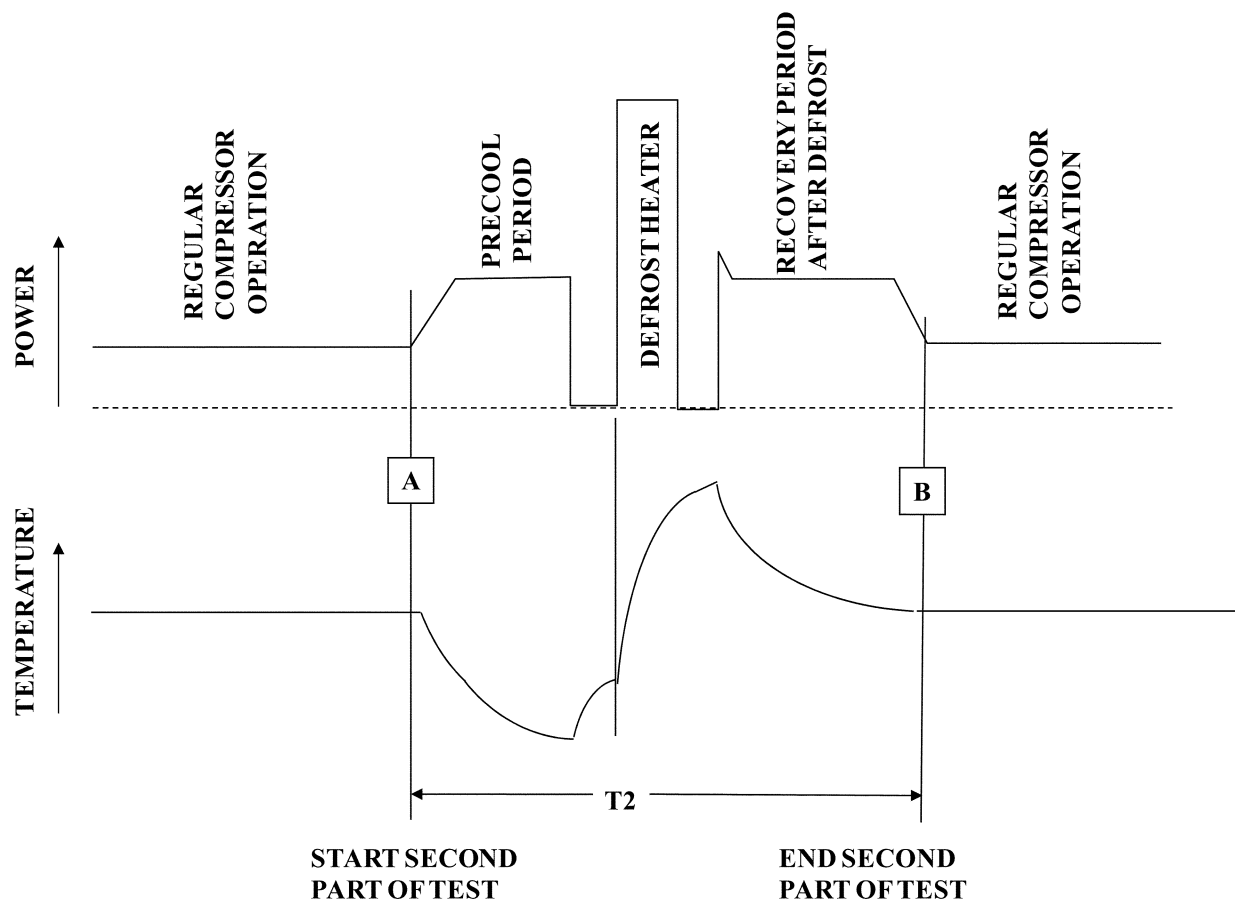 REGULAR
COMPRESSOR
OPERATION
PRECOOL
PERIOD
DEFROST HEATER
RECOVERY PERIOD
AFTER DEFROST
REGULAR
COMPRESSOR
OPERATION
POWER
A
B
TEMPERATURE
T2
START SECOND
PART OF TEST
END SECOND
PART OF TEST